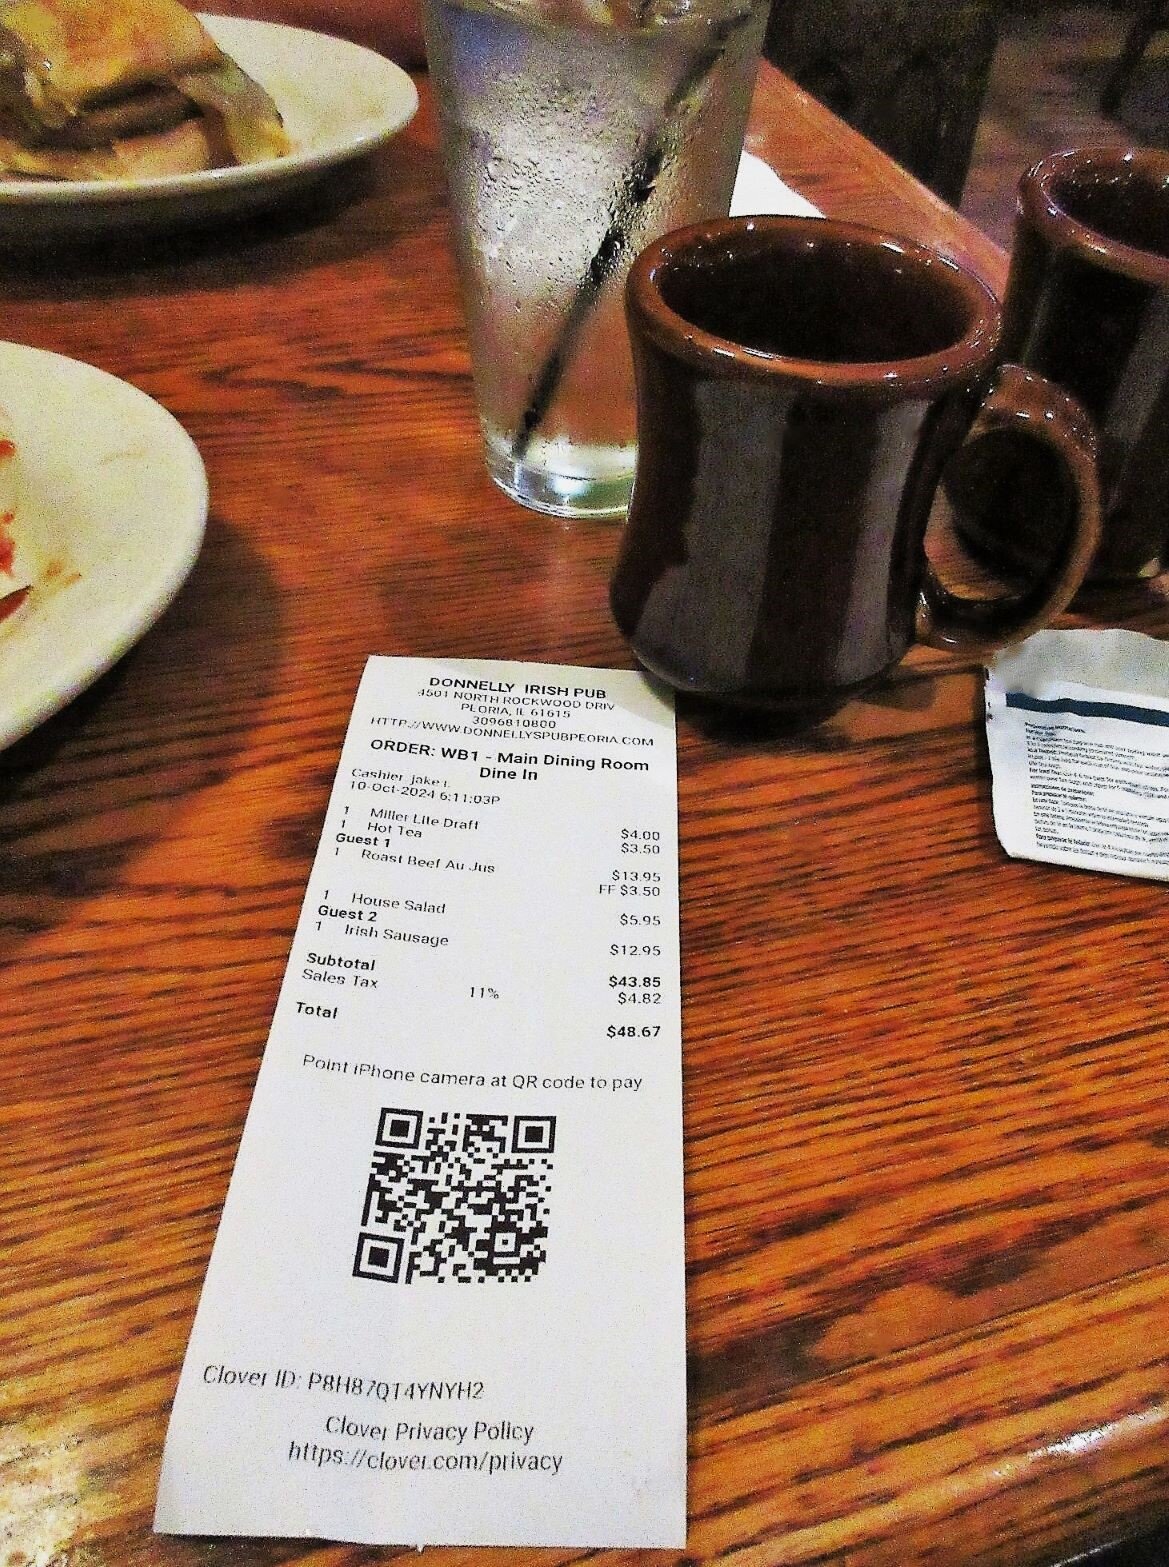 DONNELLY IRISH PUB
4501 NORTH ROCKWOOD DRIV
PLORIA, IL 61615
3096810800
HTTP://WWW.DONNELLYSPUBPEORIA.COM
ORDER: WB1 - Main Dining Room
Dine In
Cashier Jake
10-Oct-2024 6:11:03P
1 Miller Lite Draft $4.00
1 Hot Tea $3.50
Guest 1
1 Roast Beef Au Jus $13.95
FF $3.50
1 House Salad $5.95
Guest 2
1 Irish Sausage $12.95
Subtotal $43.85
Sales Tax 11% $4.82
Total $48.67
Point iPhone camera at QR code to pay
Clover ID: P8H87QT4YNYH2
Clover Privacy Policy
https://clover.com/privacy